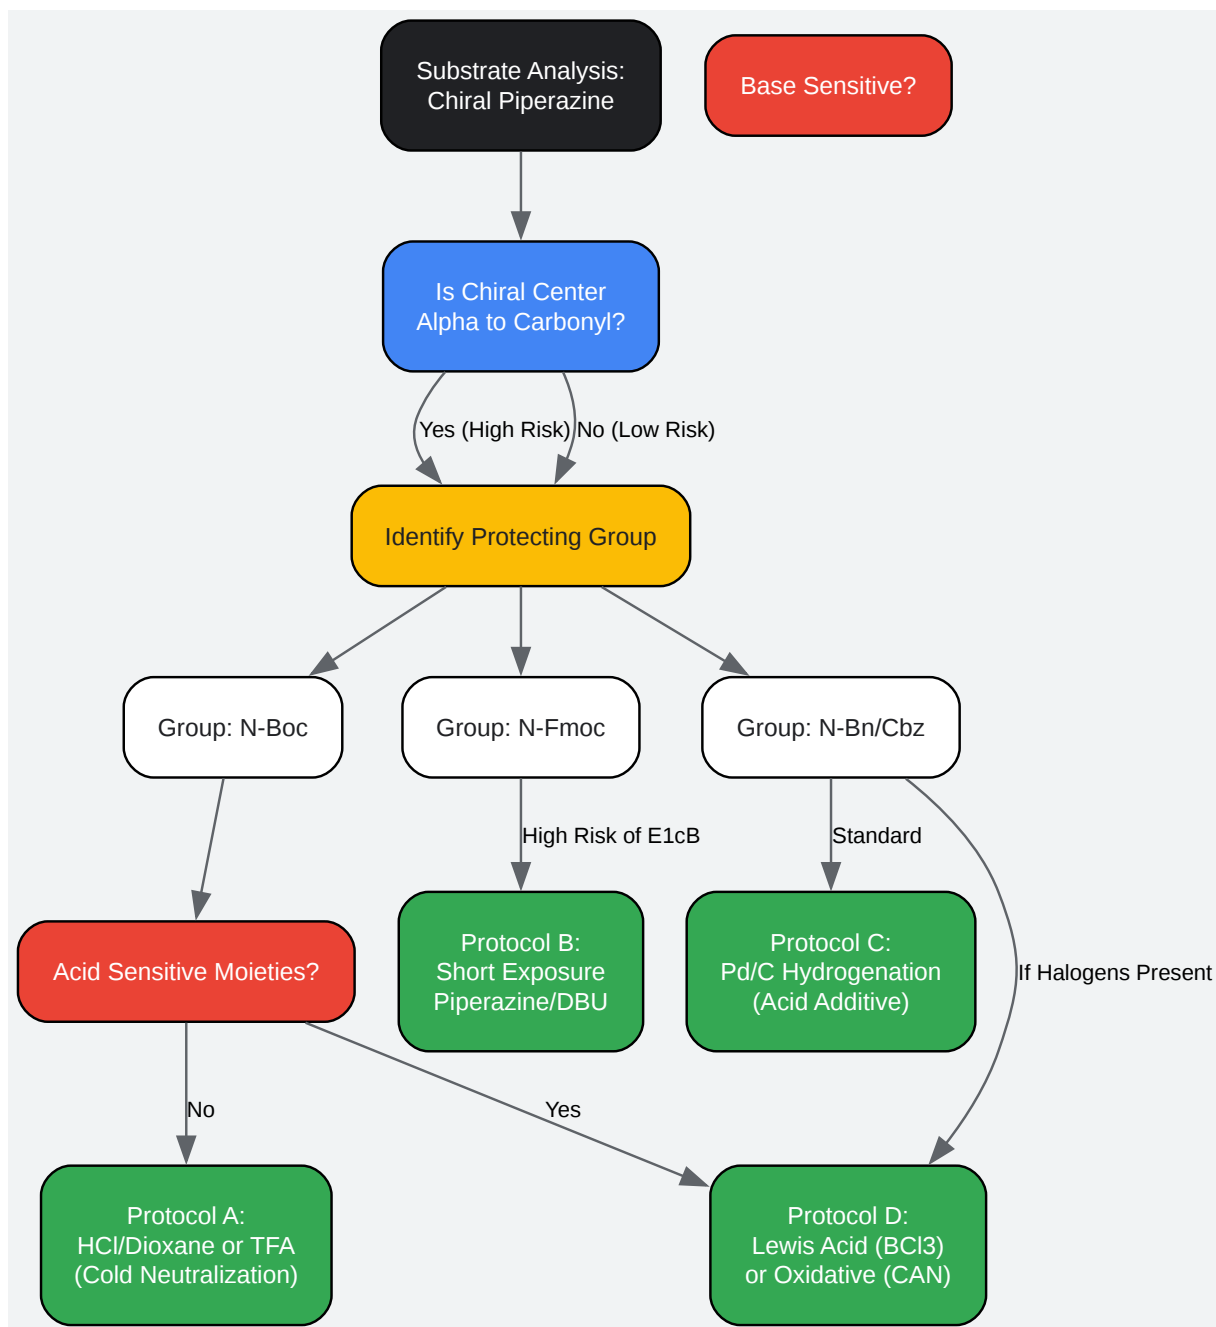 Substrate Analysis:
Chiral Piperazine
Base Sensitive?
Is Chiral Center
Alpha to Carbonyl?
Yes (High Risk)
No (Low Risk)
Identify Protecting Group
Group: N-Boc
Group: N-Fmoc
Group: N-Bn/Cbz
High Risk of E1cB
Standard
If Halogens Present
Acid Sensitive Moieties?
Protocol B:
Short Exposure
Piperazine/DBU
Protocol C:
Pd/C Hydrogenation
(Acid Additive)
No
Yes
Protocol A:
HCl/Dioxane or TFA
(Cold Neutralization)
Protocol D:
Lewis Acid (BCl3)
or Oxidative (CAN)